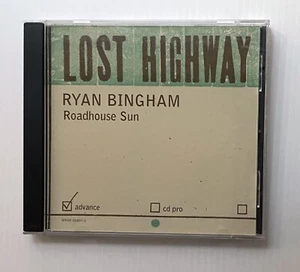 LOST HIGHWAY
RYAN BINGHAM
Roadhouse Sun
advance
cd pro